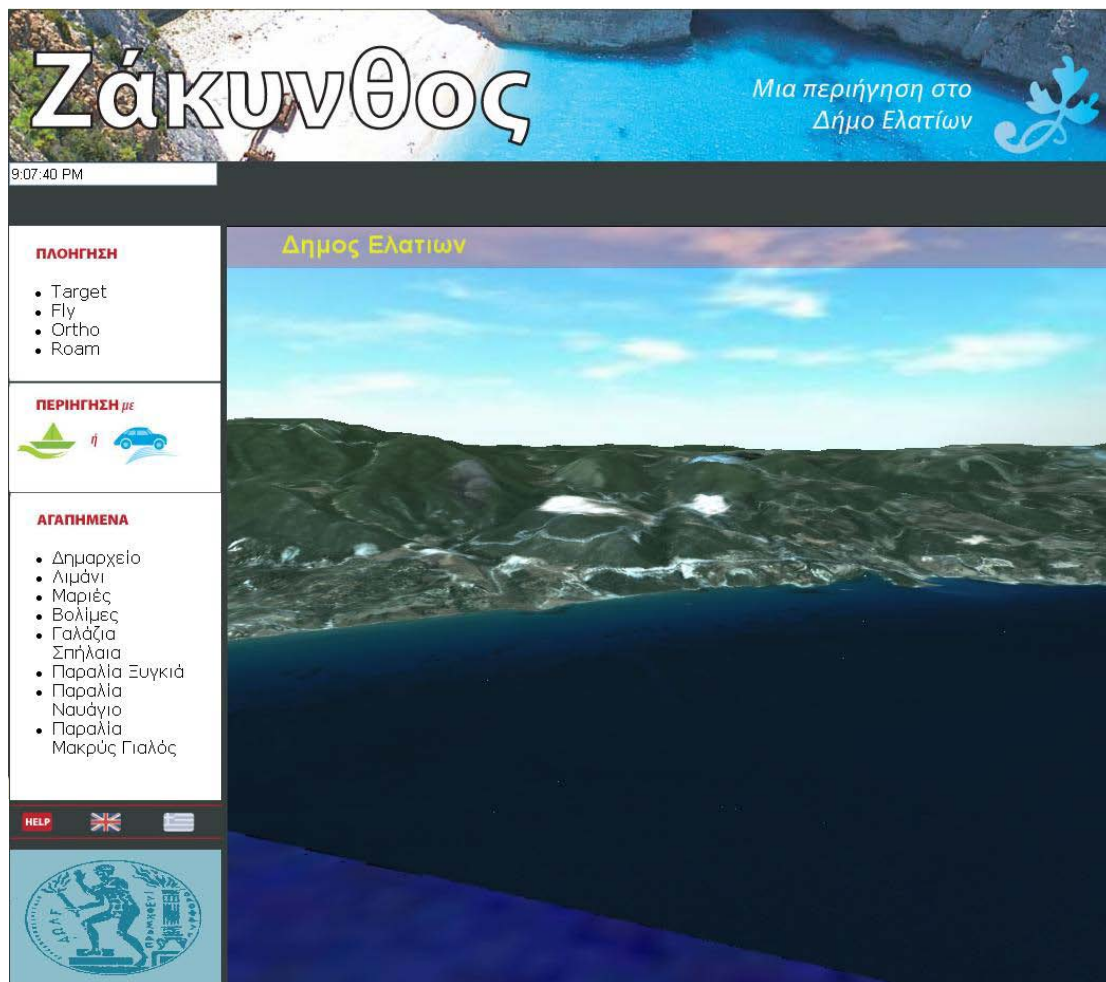 Ζάκυνθος
Μια περιήγηση στο
Δήμο Ελατίων
9:07:40 PM
Δημος Ελατιων
ΠΛΟΗΓΗΣΗ
Target
Fly
Ortho
Roam
ΠΕΡΙΗΓΗΣΗ με
ή
ΑΓΑΠΗΜΕΝΑ
Δημαρχείο
Λιμάνι
Μαριές
Βολίμες
Γαλάζια
Σπήλαια
Παραλία Ξυγκιά
Παραλία
Ναυάγιο
Παραλία
Μακρύς Γιαλός
HELP